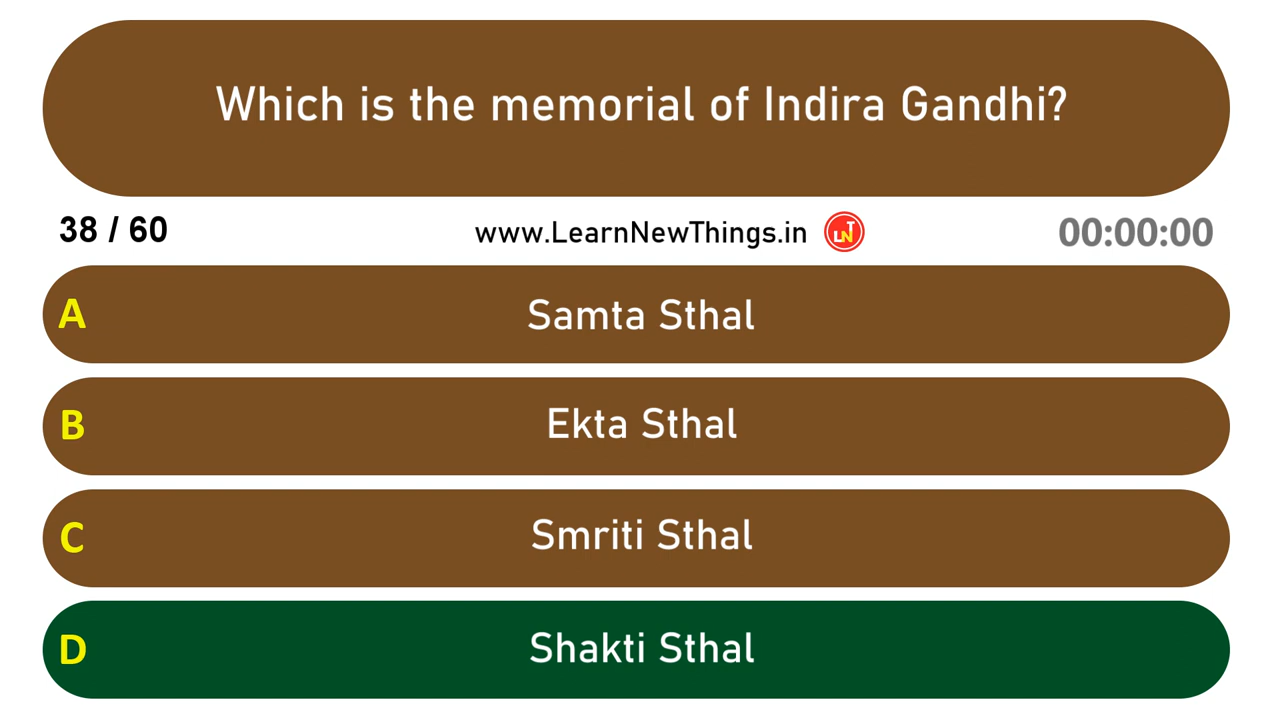 Which is the memorial of Indira Gandhi?
38 / 60
www.LearnNewThings.in
LNT
00:00:00
A
Samta Sthal
B
Ekta Sthal
C
Smriti Sthal
D
Shakti Sthal